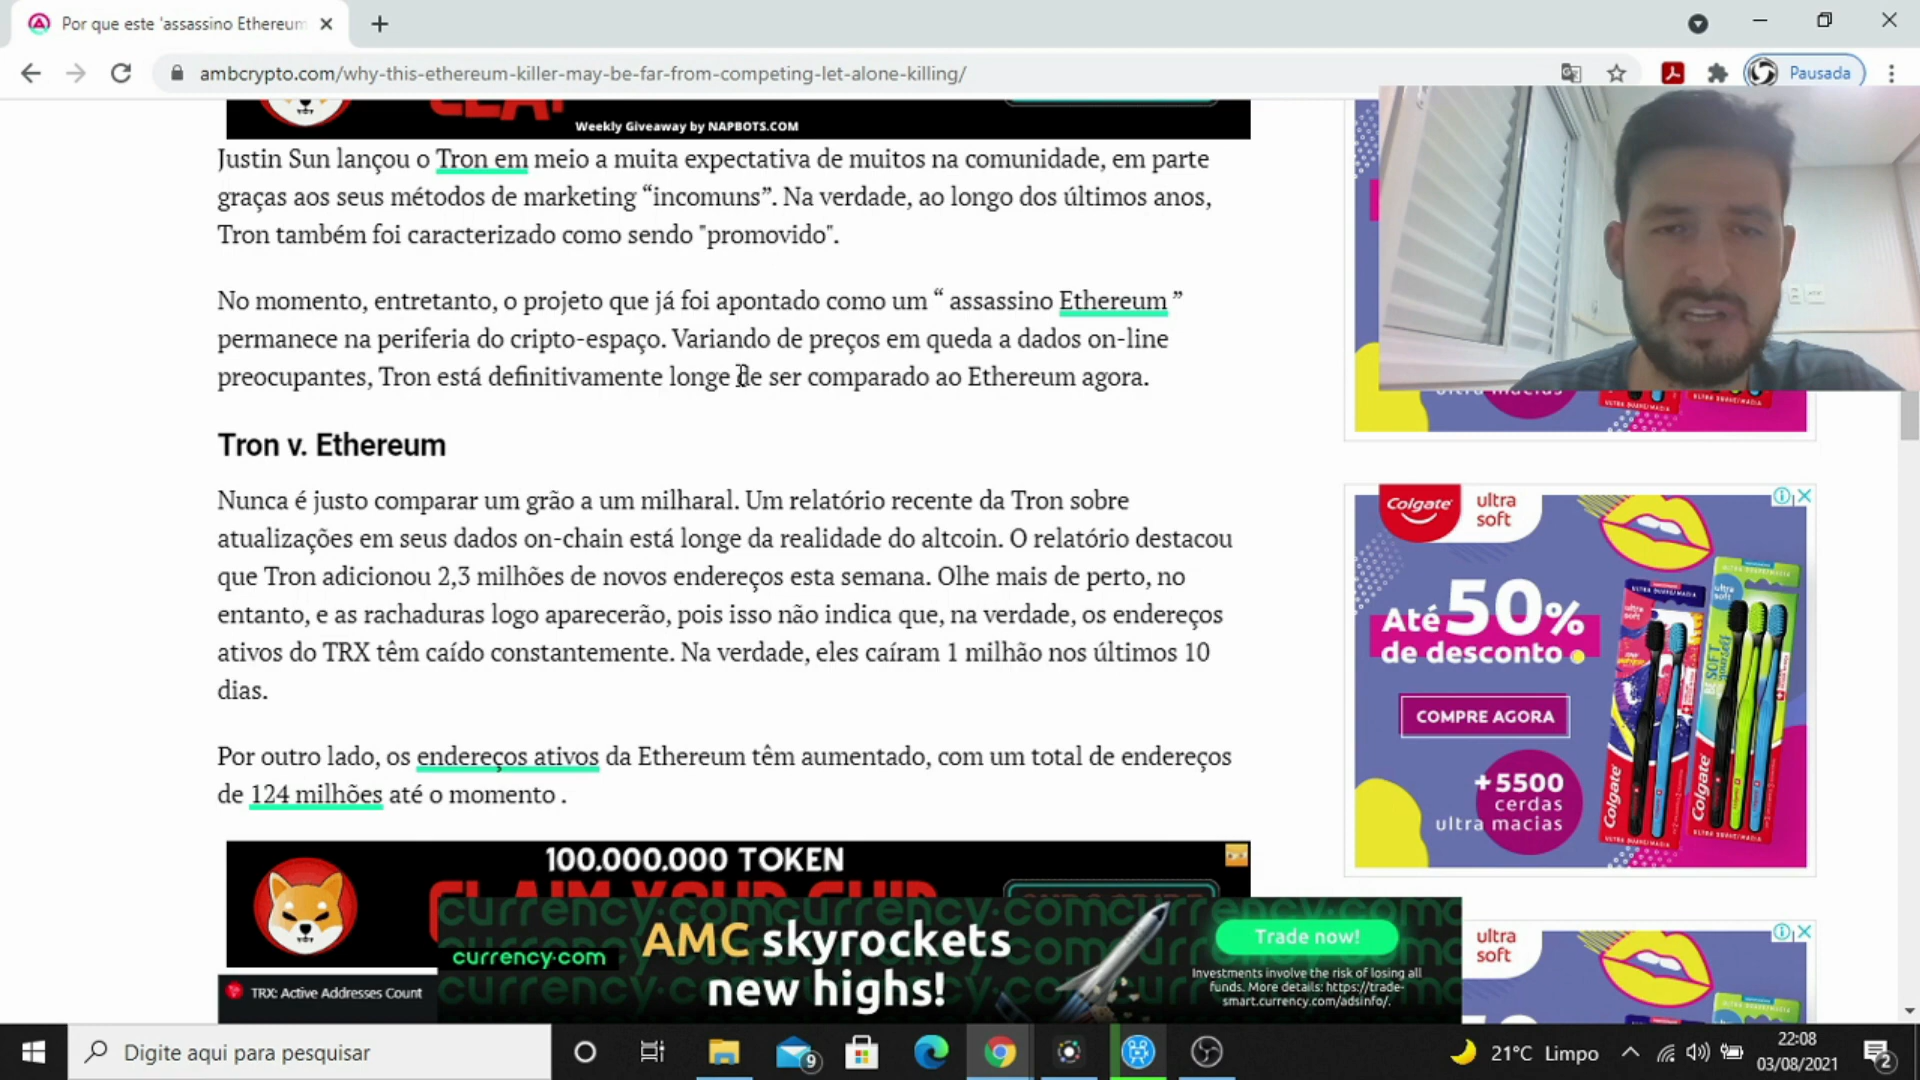 Por que este 'assassino Ethereum
ambcrypto.com/why-this-ethereum-killer-may-be-far-from-competing-let-alone-killing/
Pausada
Weekly Giveaway by NAPBOTS.COM
Justin Sun lançou o Tron em meio a muita expectativa de muitos na comunidade, em parte
graças aos seus métodos de marketing “incomuns”. Na verdade, ao longo dos últimos anos,
Tron também foi caracterizado como sendo "promovido".
No momento, entretanto, o projeto que já foi apontado como um “ assassino Ethereum ”
permanece na periferia do cripto-espaço. Variando de preços em queda a dados on-line
preocupantes, Tron está definitivamente longe de ser comparado ao Ethereum agora.
Tron v. Ethereum
Nunca é justo comparar um grão a um milharal. Um relatório recente da Tron sobre
atualizações em seus dados on-chain está longe da realidade do altcoin. O relatório destacou
que Tron adicionou 2,3 milhões de novos endereços esta semana. Olhe mais de perto, no
entanto, e as rachaduras logo aparecerão, pois isso não indica que, na verdade, os endereços
ativos do TRX têm caído constantemente. Na verdade, eles caíram 1 milhão nos últimos 10
dias.
Por outro lado, os endereços ativos da Ethereum têm aumentado, com um total de endereços
de 124 milhões até o momento .
100.000.000 TOKEN
CLAIM YOUR
TRX: Active Addresses Count
currency.com
AMC skyrockets
new highs!
Trade now!
Investments involve the risk of losing all
funds. More details: https://trade-
smart.currency.com/adsinfo/.
Colgate
ultra
soft
Até 50%
de desconto
COMPRE AGORA
+5500
cerdas
ultra macias
Colgate
Colgate
ultra
soft
Digite aqui para pesquisar
9
21°C Limpo
22:08
03/08/2021
2